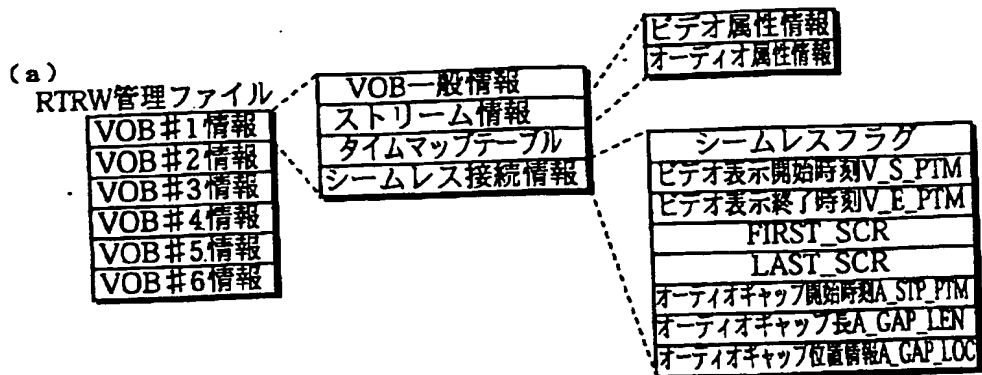 (a)
RTRW管理ファイル
VOB#1情報
VOB#2情報
VOB#3情報
VOB#4情報
VOB#5情報
VOB#6情報
VOB一般情報
ストリーム情報
タイムマップテーブル
シームレス接続情報
ビデオ属性情報
オーディオ属性情報
シームレスフラグ
ビデオ表示開始時刻V_S_PTM
ビデオ表示終了時刻V_E_PTM
FIRST_SCR
LAST_SCR
オーディオギャップ開始時刻A_STP_PTM
オーディオギャップ長A_GAP_LEN
オーディオギャップ位置情報A_GAP_LOC